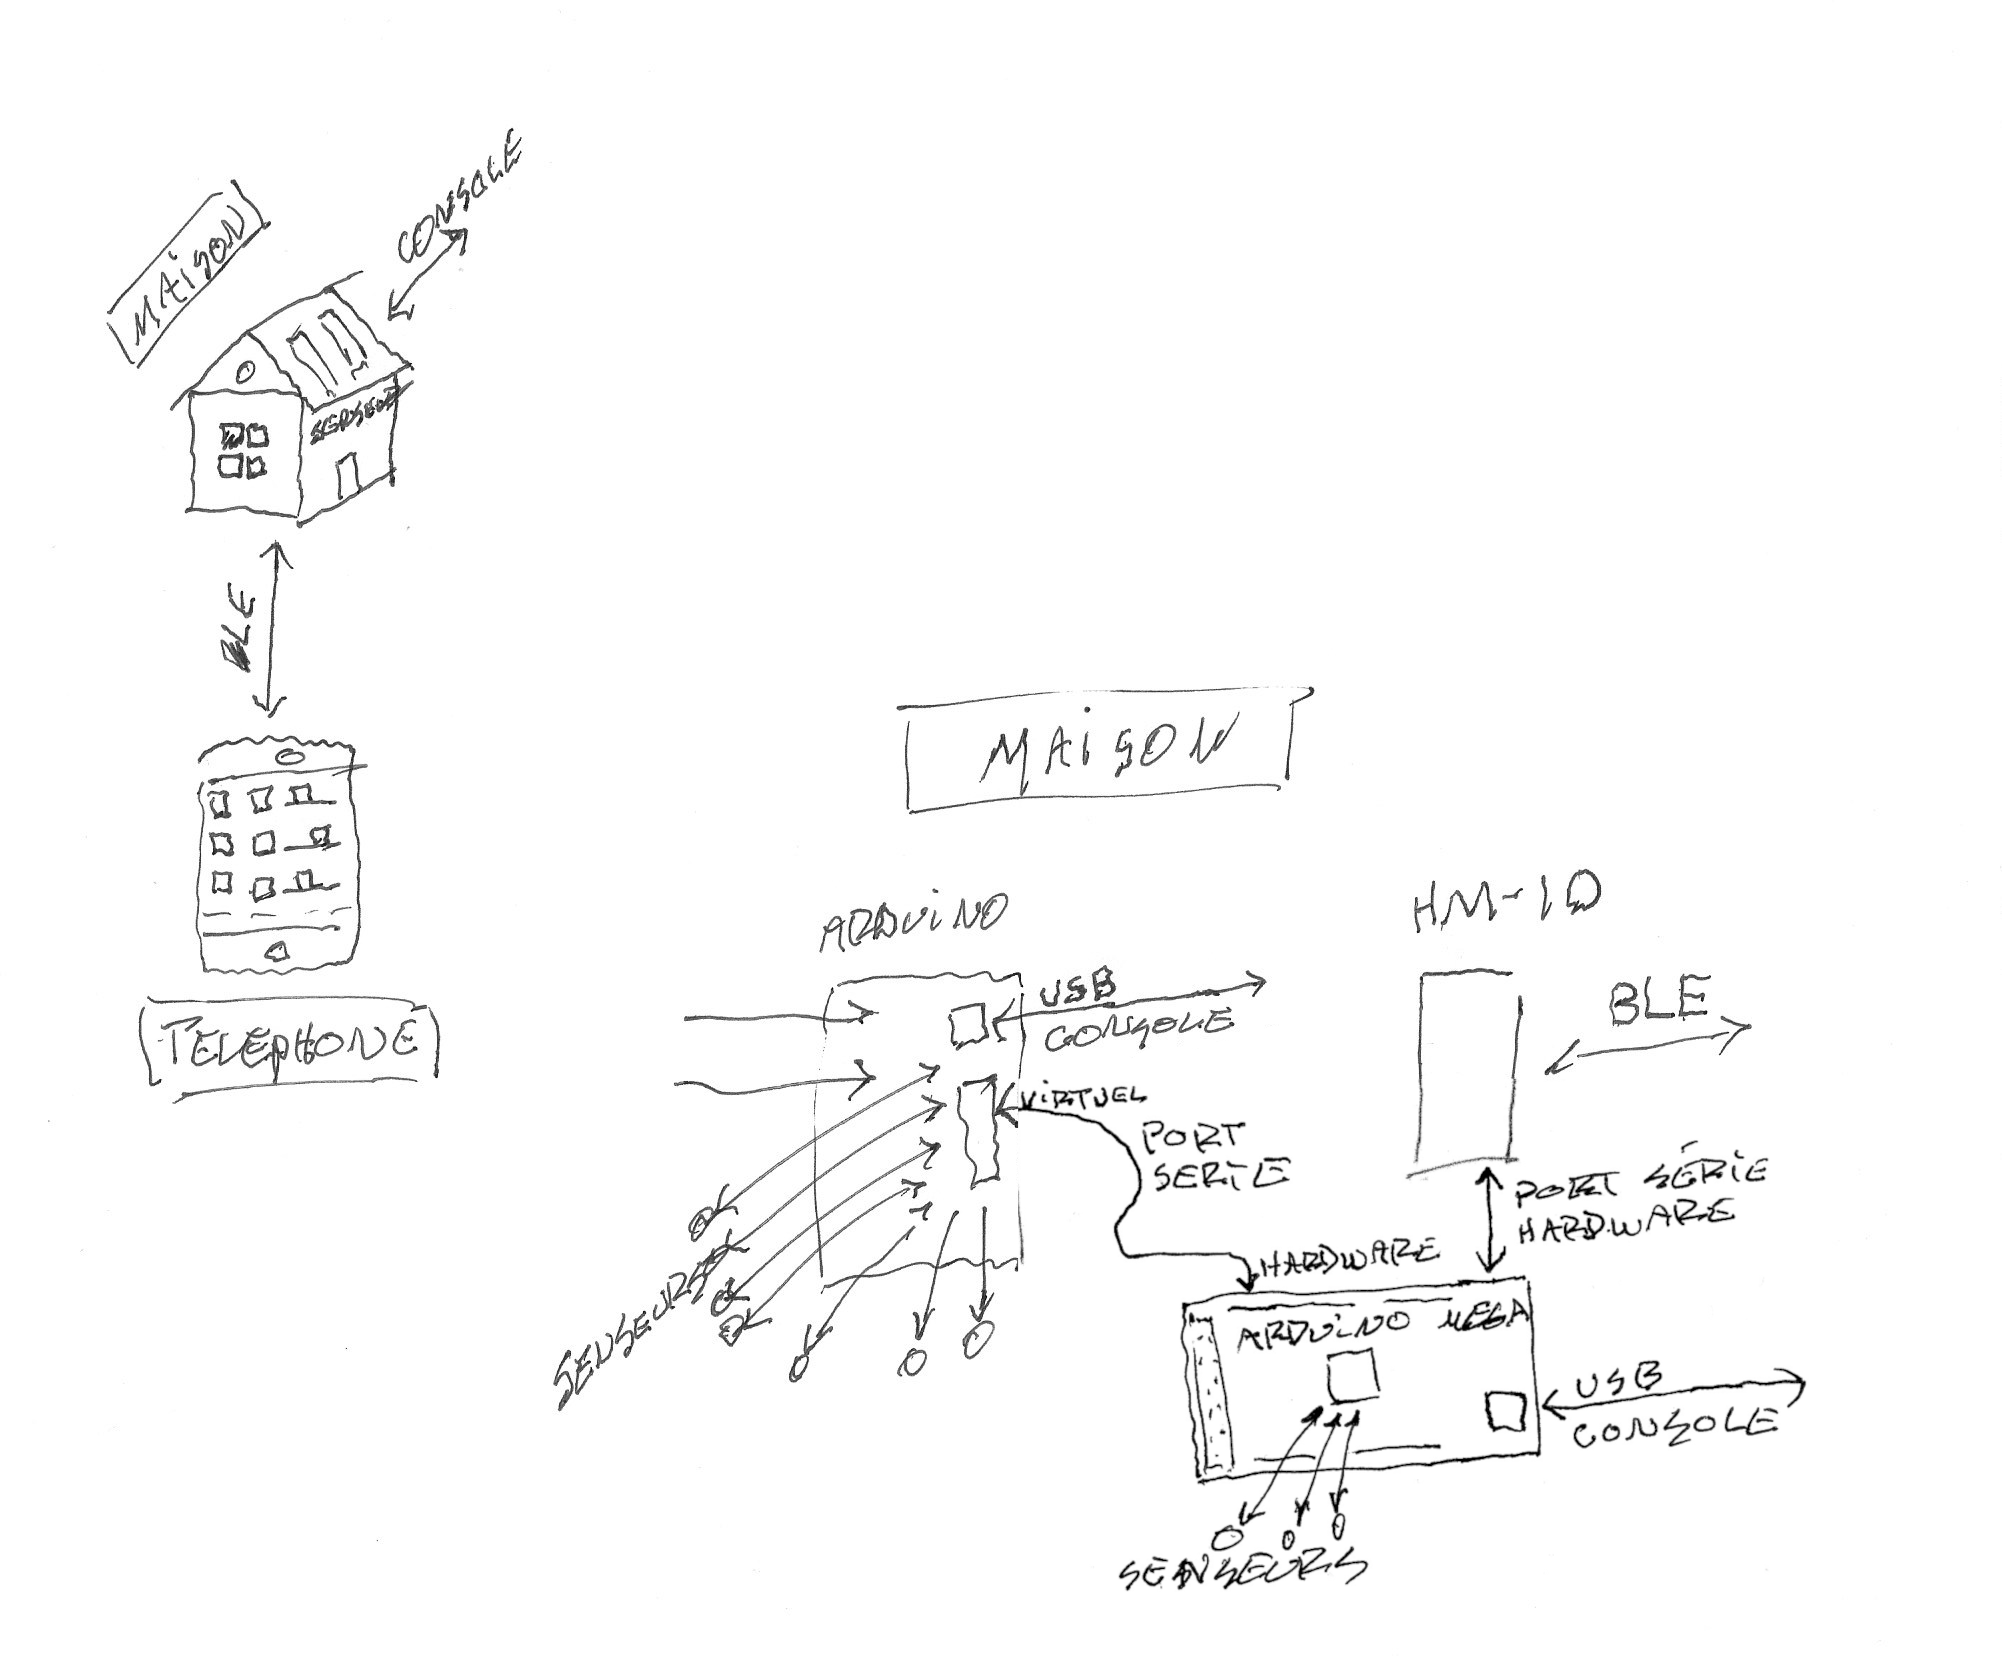 MAISON
CONSOLE
SENSEUR
BLE
TELEPHONE
MAISON
ARDUINO
HM-10
USB
CONSOLE
BLE
VIRTUEL
PORT
SERIE
PORT SÉRIE
HARDWARE
HARDWARE
SENSEURS
ARDUINO MEGA
USB
CONSOLE
SENSEURS